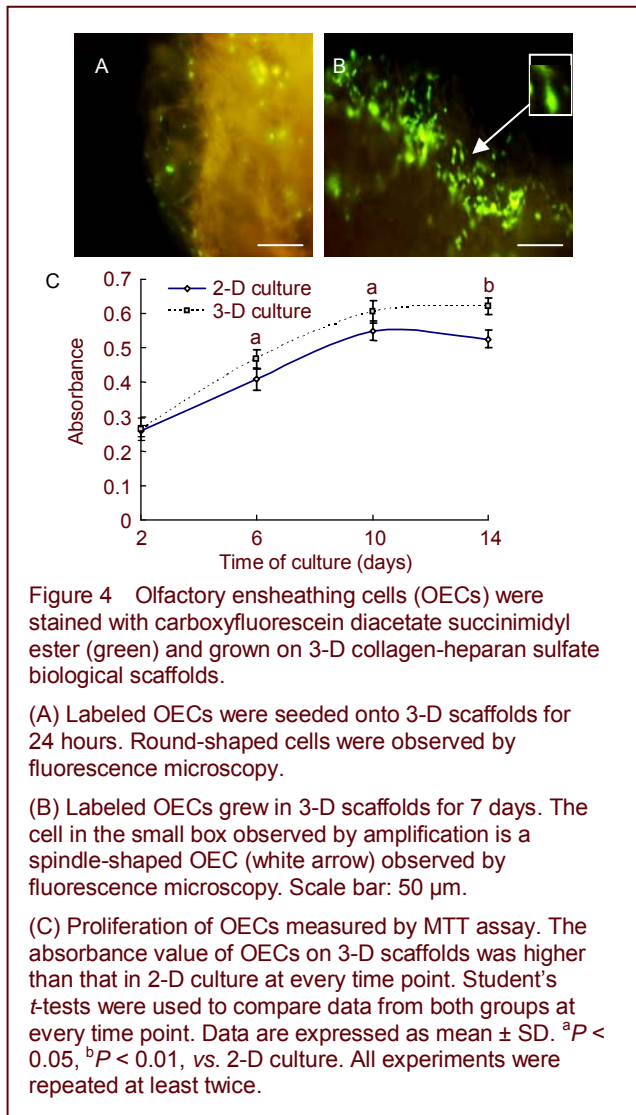 A
B
C
0.7
0.6
0.5
0.4
0.3
0.2
0.1
0
Absorbance
2-D culture
3-D culture
a
a
b
2
6
10
14
Time of culture (days)
Figure 4 Olfactory ensheathing cells (OECs) were
stained with carboxyfluorescein diacetate succinimidyl
ester (green) and grown on 3-D collagen-heparan sulfate
biological scaffolds.
(A) Labeled OECs were seeded onto 3-D scaffolds for
24 hours. Round-shaped cells were observed by
fluorescence microscopy.
(B) Labeled OECs grew in 3-D scaffolds for 7 days. The
cell in the small box observed by amplification is a
spindle-shaped OEC (white arrow) observed by
fluorescence microscopy. Scale bar: 50 μm.
(C) Proliferation of OECs measured by MTT assay. The
absorbance value of OECs on 3-D scaffolds was higher
than that in 2-D culture at every time point. Student's
t-tests were used to compare data from both groups at
every time point. Data are expressed as mean ± SD. ᵃP <
0.05, ᵇP < 0.01, vs. 2-D culture. All experiments were
repeated at least twice.